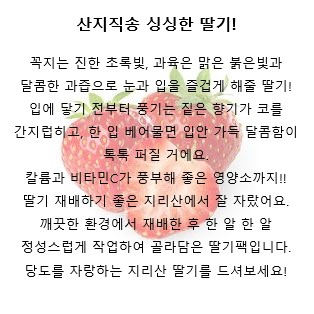 산지직송 싱싱한 딸기!
꼭지는 진한 초록빛, 과육은 맑은 붉은빛과
달콤한 과즙으로 눈과 입을 즐겁게 해줄 딸기!
입에 닿기 전부터 풍기는 짙은 향기가 코를
간지럽히고, 한 입 베어물면 입안 가득 달콤함이
톡톡 퍼질 거에요.
칼륨과 비타민C가 풍부해 좋은 영양소까지!!
딸기 재배하기 좋은 지리산에서 잘 자랐어요.
깨끗한 환경에서 재배한 후 한 알 한 알
정성스럽게 작업하여 골라담은 딸기팩입니다.
당도를 자랑하는 지리산 딸기를 드셔보세요!